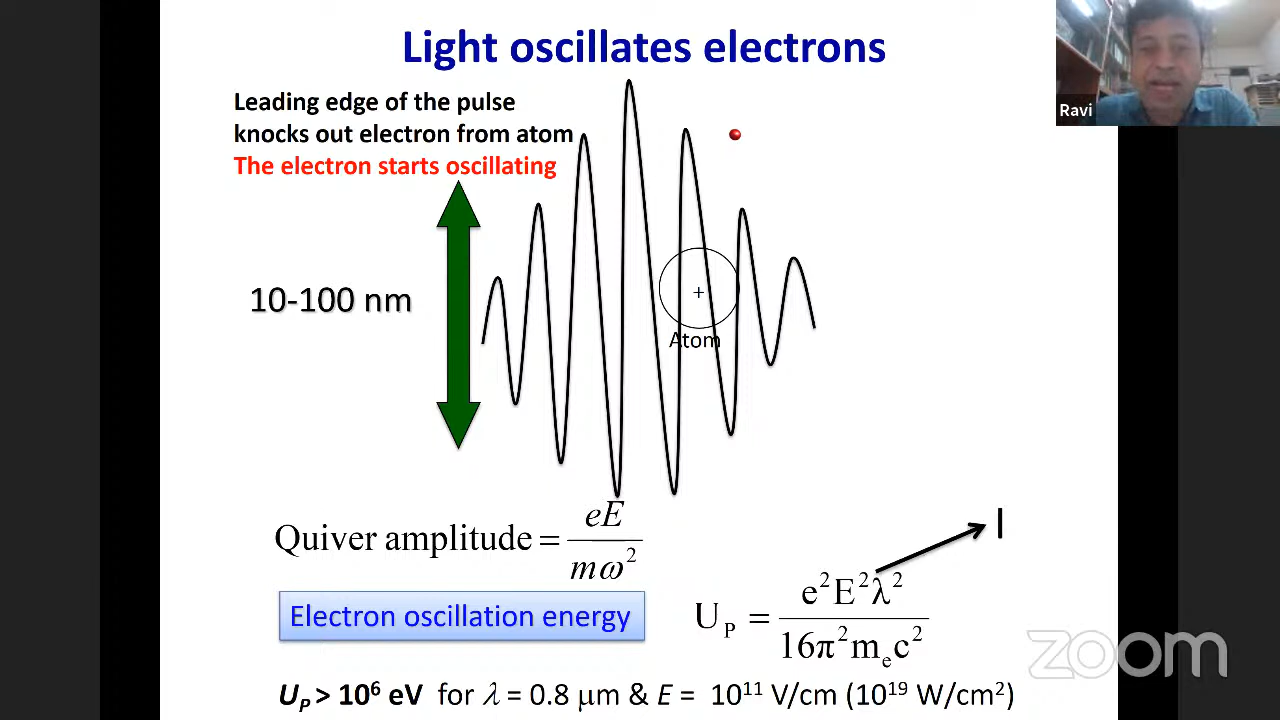 Light oscillates electrons
Leading edge of the pulse
knocks out electron from atom
The electron starts oscillating
Ravi
10-100 nm
+
Atom
Quiver amplitude = eE / mω²
I
Electron oscillation energy
U_P = e²E²λ² / 16π²m_ec²
zoom
U_P > 10⁶ eV for λ = 0.8 μm & E = 10¹¹ V/cm (10¹⁹ W/cm²)